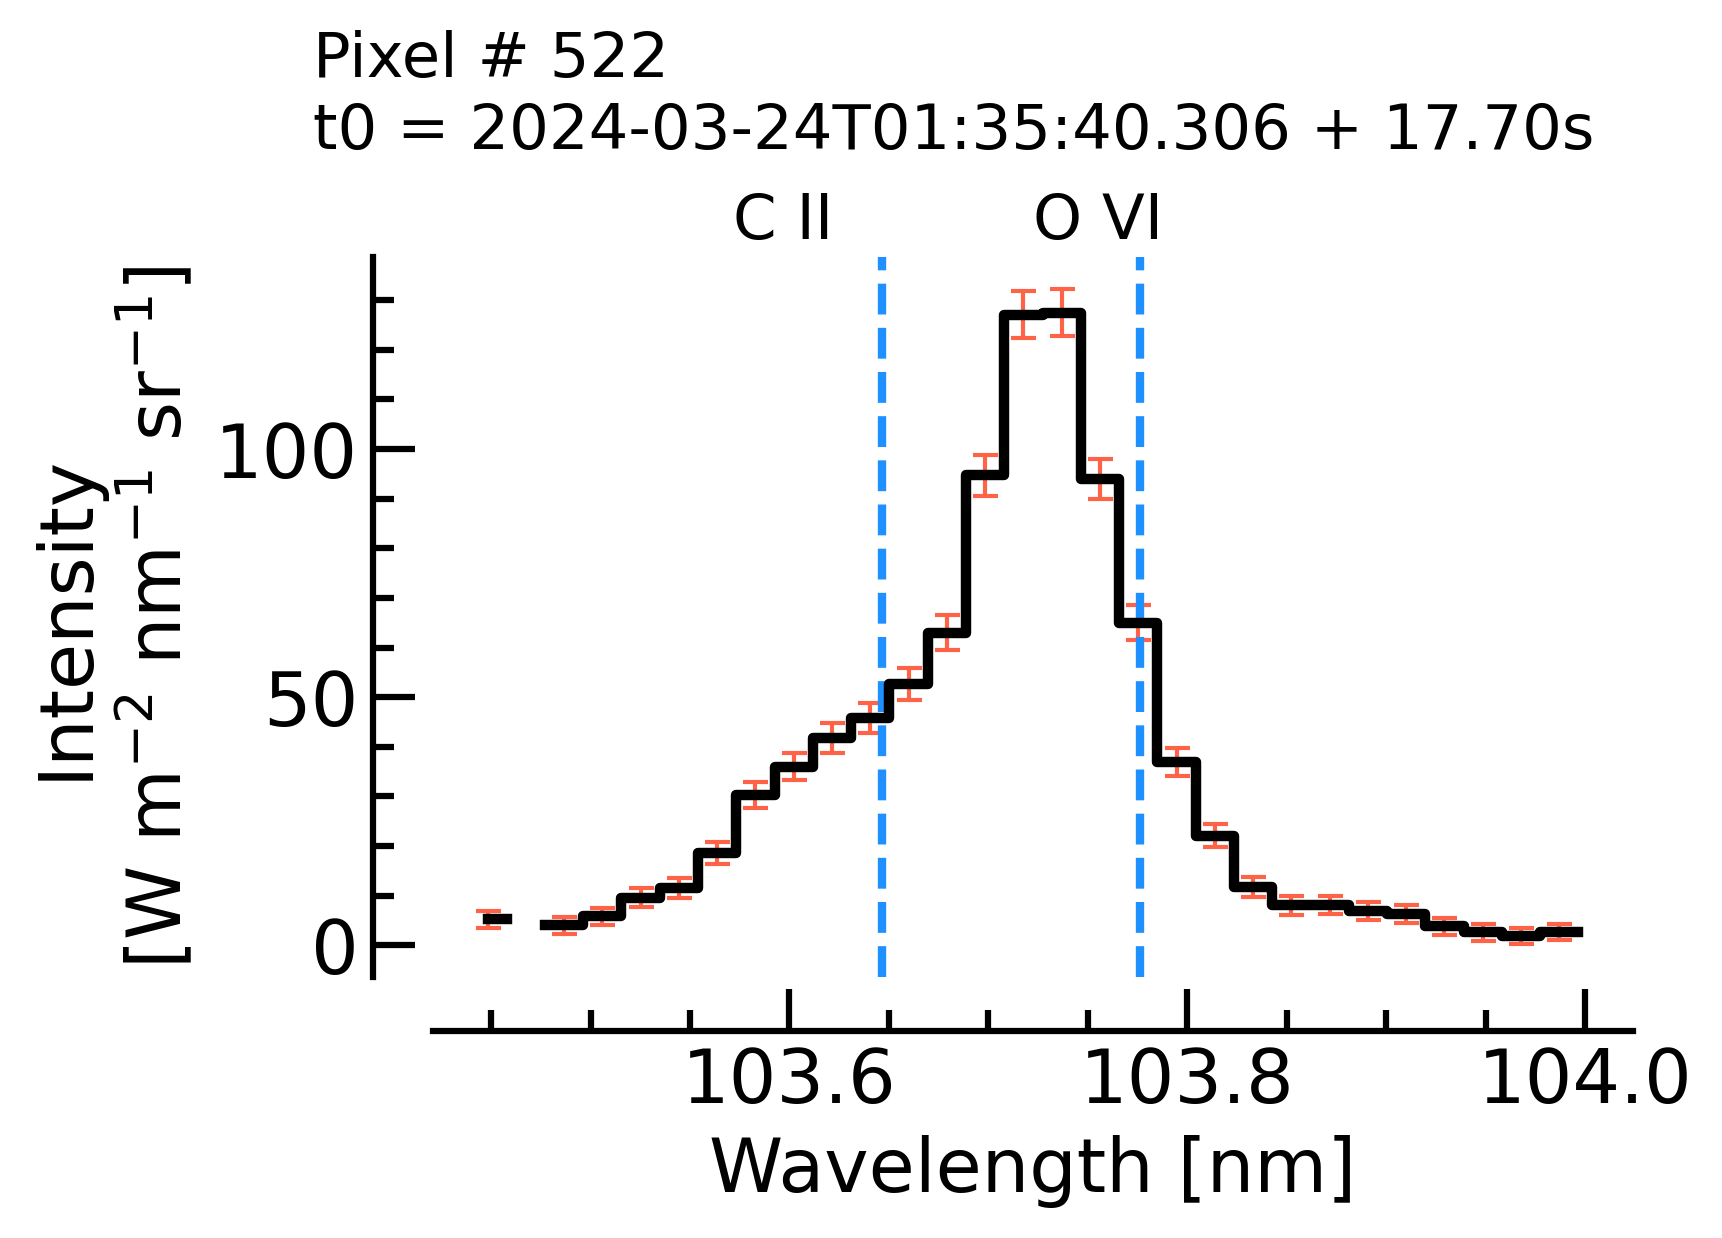 Pixel # 522
t0 = 2024-03-24T01:35:40.306 + 17.70s
C II
O VI
Intensity
[W m⁻² nm⁻¹ sr⁻¹]
100
50
0
103.6
103.8
104.0
Wavelength [nm]